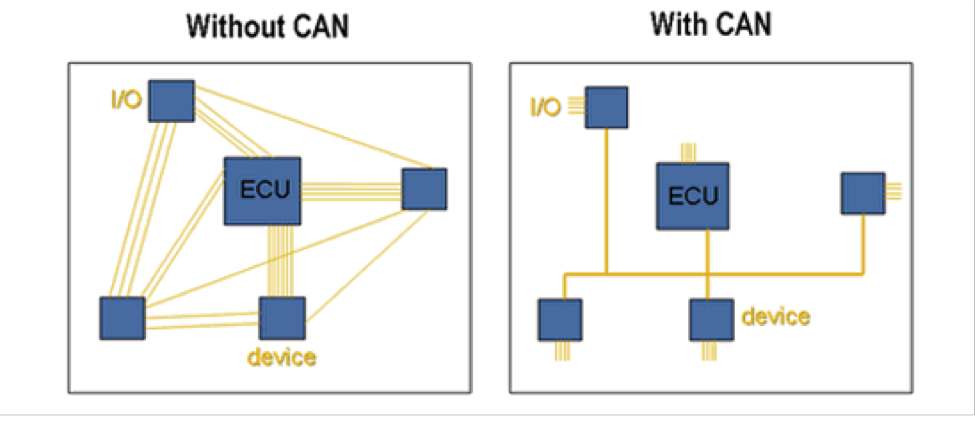 Without CAN
With CAN
I/O
ECU
device
I/O
ECU
device